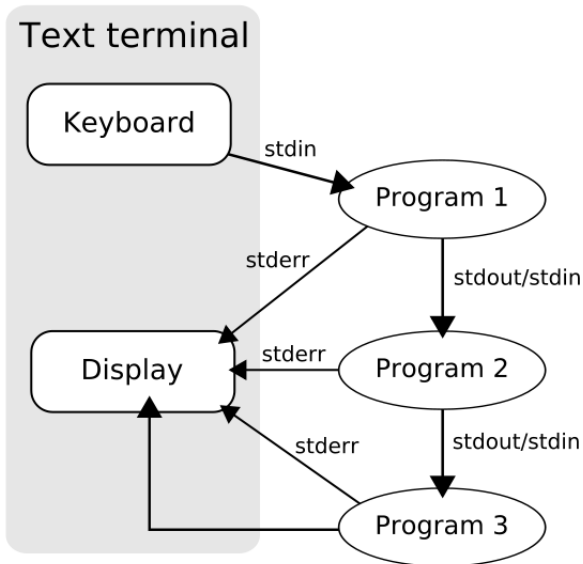 Text terminal
Keyboard
stdin
Program 1
stderr
stdout/stdin
Display
stderr
Program 2
stderr
stdout/stdin
Program 3